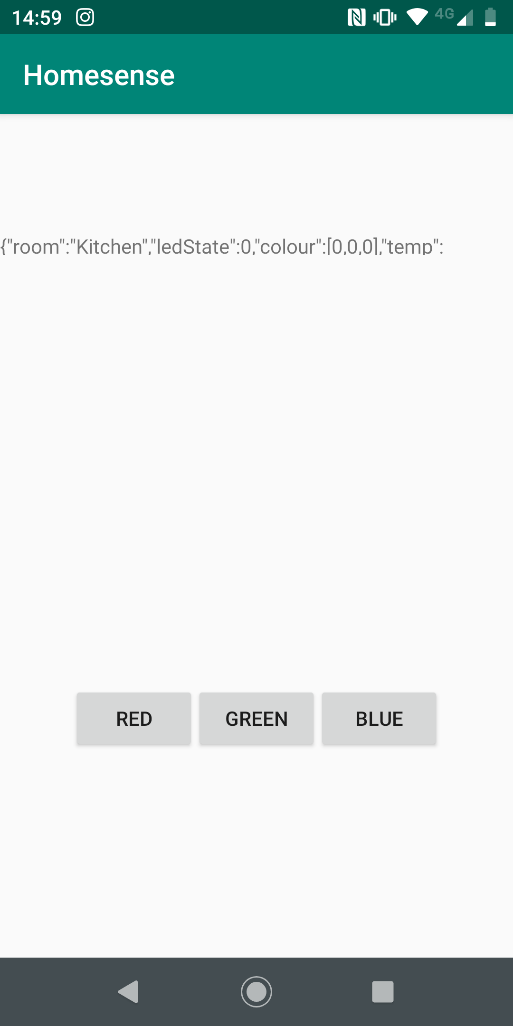 14:59
4G
Homesense
{"room":"Kitchen","ledState":0,"colour":[0,0,0],"temp":
RED GREEN BLUE